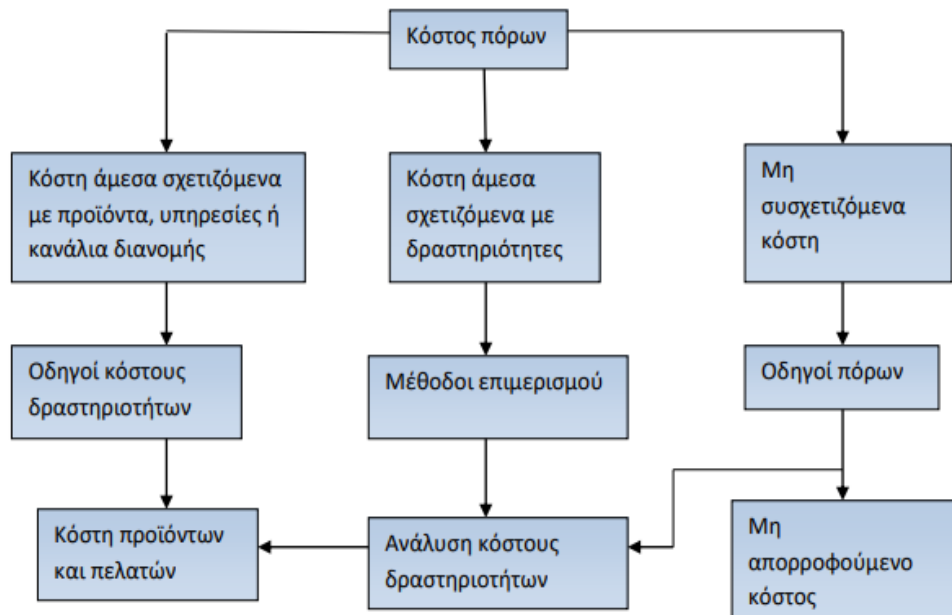 Κόστος πόρων
Κόστη άμεσα σχετιζόμενα
με προϊόντα, υπηρεσίες ή
κανάλια διανομής
Κόστη άμεσα
σχετιζόμενα με
δραστηριότητες
Μη
συσχετιζόμενα
κόστη
Οδηγοί κόστους
δραστηριοτήτων
Μέθοδοι επιμερισμού
Οδηγοί πόρων
Κόστη προϊόντων
και πελατών
Ανάλυση κόστους
δραστηριοτήτων
Μη
απορροφούμενο
κόστος